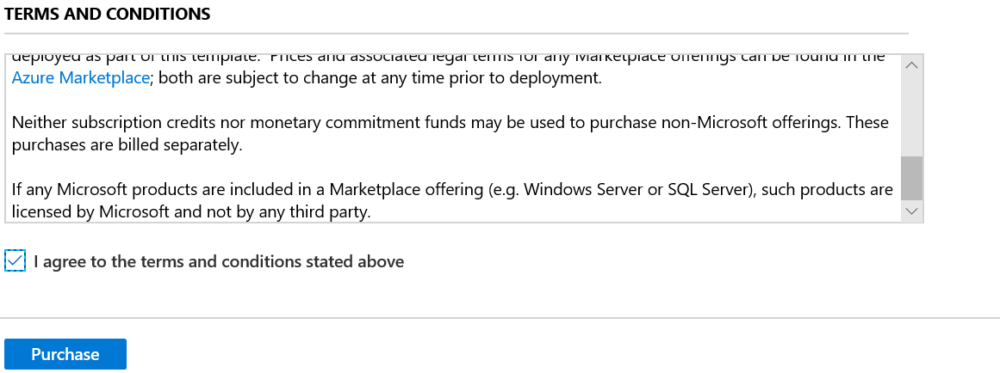 TERMS AND CONDITIONS
deployed as part of this template. Prices and associated legal terms for any Marketplace offerings can be found in the
Azure Marketplace; both are subject to change at any time prior to deployment.
Neither subscription credits nor monetary commitment funds may be used to purchase non-Microsoft offerings. These
purchases are billed separately.
If any Microsoft products are included in a Marketplace offering (e.g. Windows Server or SQL Server), such products are
licensed by Microsoft and not by any third party.
I agree to the terms and conditions stated above
Purchase